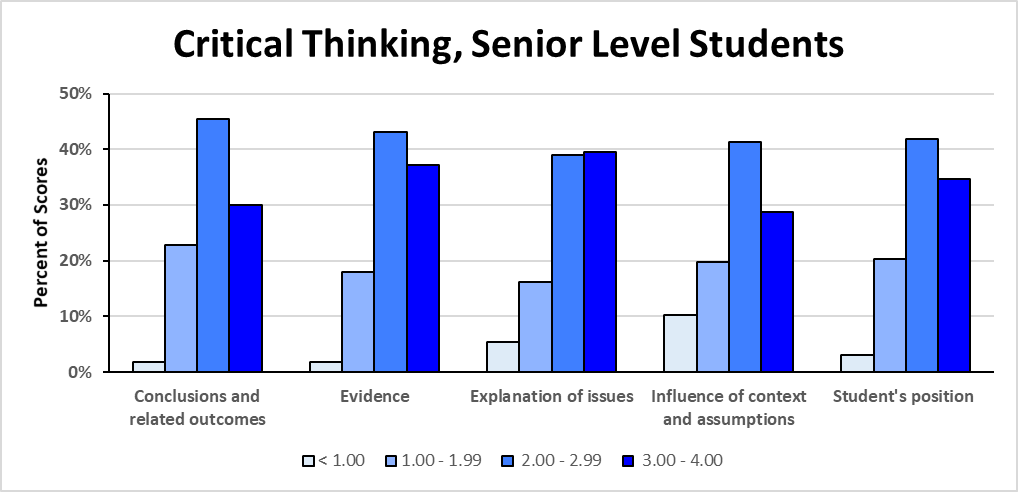 Critical Thinking, Senior Level Students
Percent of Scores
50%
40%
30%
20%
10%
0%
Conclusions and
related outcomes
Evidence
Explanation of issues
Influence of context
and assumptions
Student's position
< 1.00
1.00 - 1.99
2.00 - 2.99
3.00 - 4.00